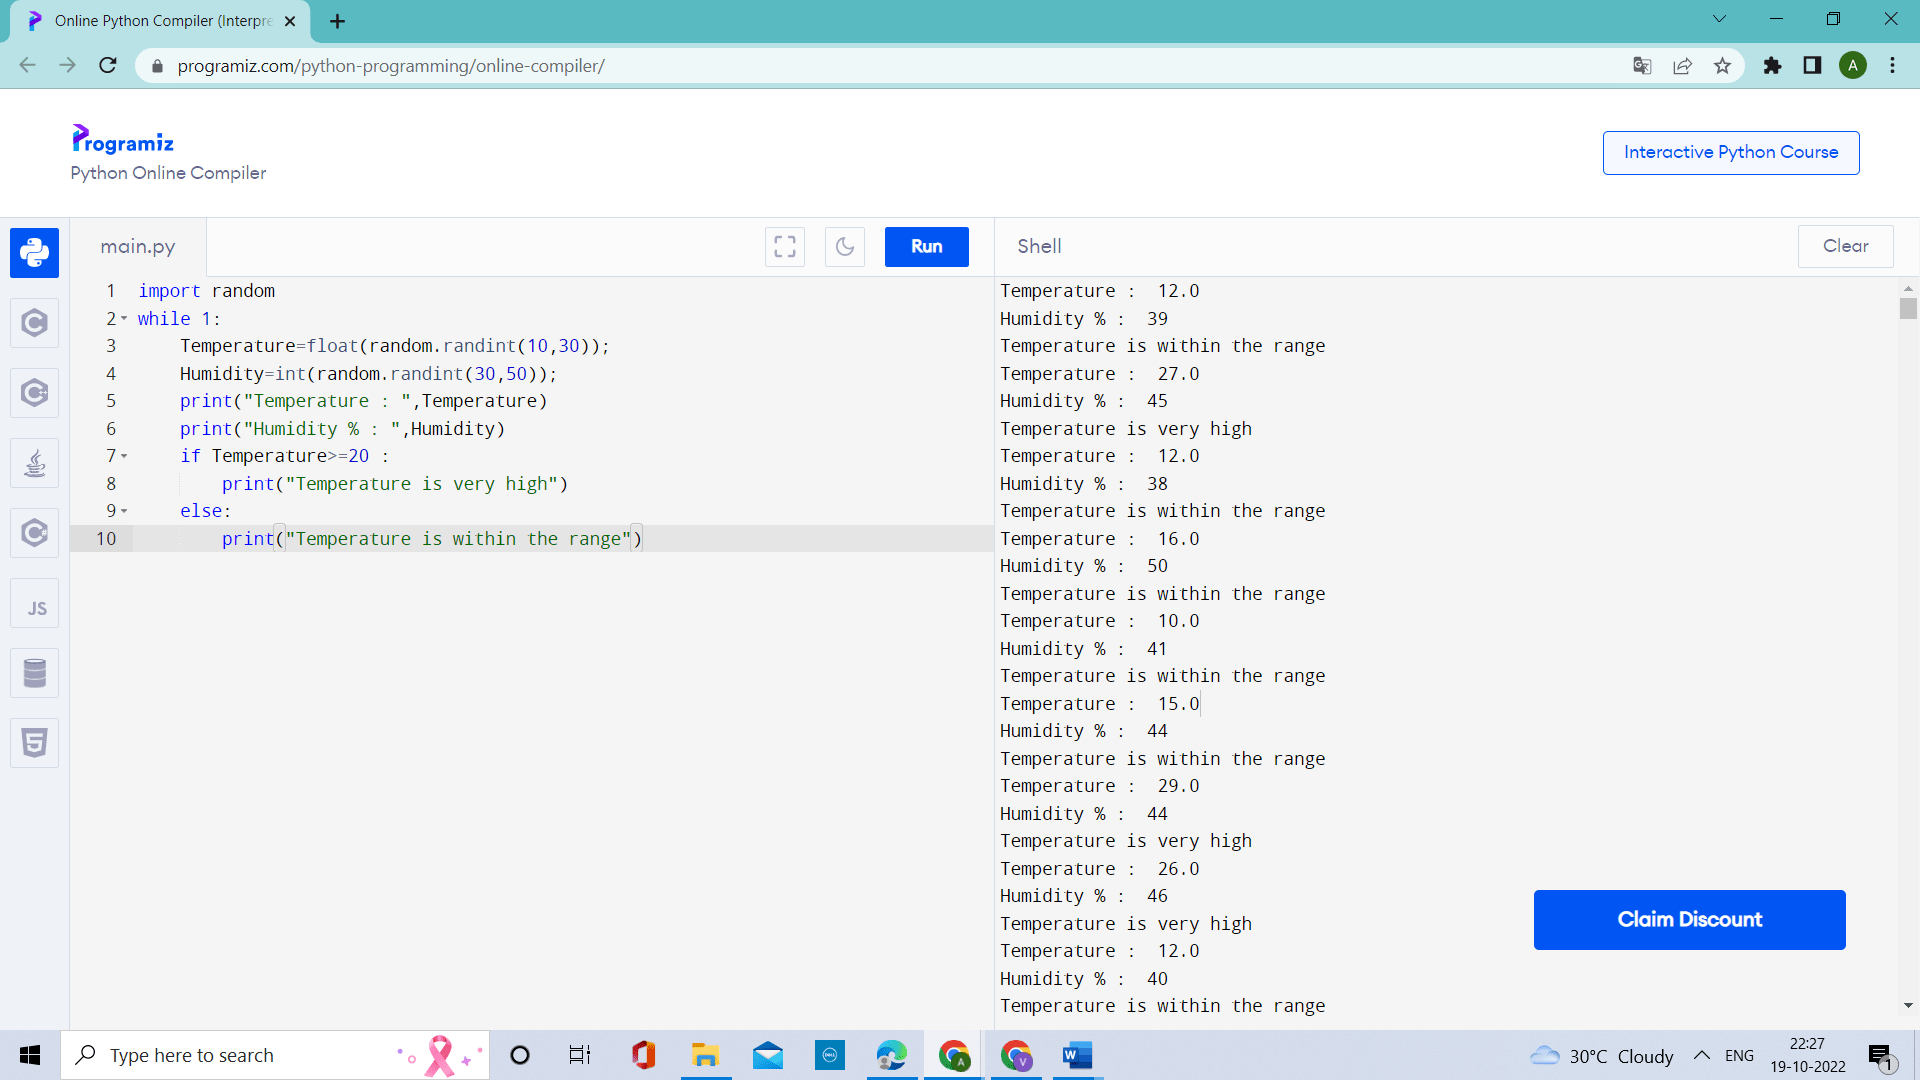 Online Python Compiler (Interpre
programiz.com/python-programming/online-compiler/
A
Programiz
Python Online Compiler
Interactive Python Course
main.py
Run
Shell
Clear
1 import random
2 while 1:
3 Temperature=float(random.randint(10,30));
4 Humidity=int(random.randint(30,50));
5 print("Temperature : ",Temperature)
6 print("Humidity % : ",Humidity)
7 if Temperature>=20 :
8 print("Temperature is very high")
9 else:
10 print("Temperature is within the range")
JS
Temperature :  12.0
Humidity % :  39
Temperature is within the range
Temperature :  27.0
Humidity % :  45
Temperature is very high
Temperature :  12.0
Humidity % :  38
Temperature is within the range
Temperature :  16.0
Humidity % :  50
Temperature is within the range
Temperature :  10.0
Humidity % :  41
Temperature is within the range
Temperature :  15.0
Humidity % :  44
Temperature is within the range
Temperature :  29.0
Humidity % :  44
Temperature is very high
Temperature :  26.0
Humidity % :  46
Temperature is very high
Temperature :  12.0
Humidity % :  40
Temperature is within the range
Claim Discount
Type here to search
DELL
A
V
W
30°C Cloudy
ENG
22:27
19-10-2022
1